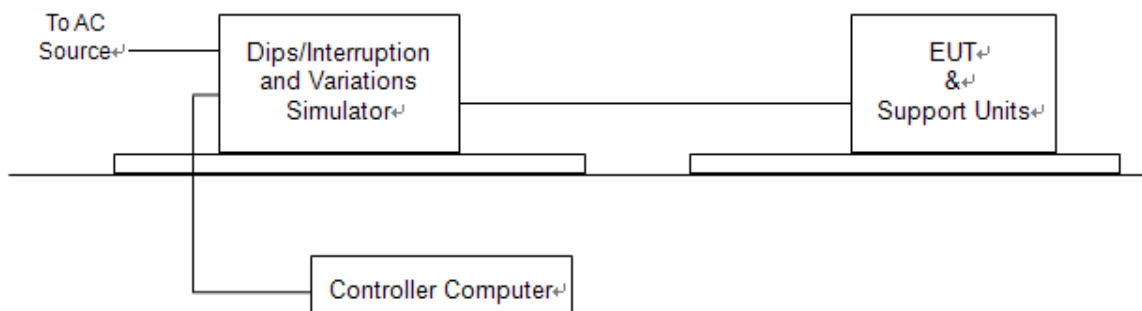 To AC
Source↵
Dips/Interruption
and Variations
Simulator↵
EUT↵
&↵
Support Units↵
Controller Computer↵